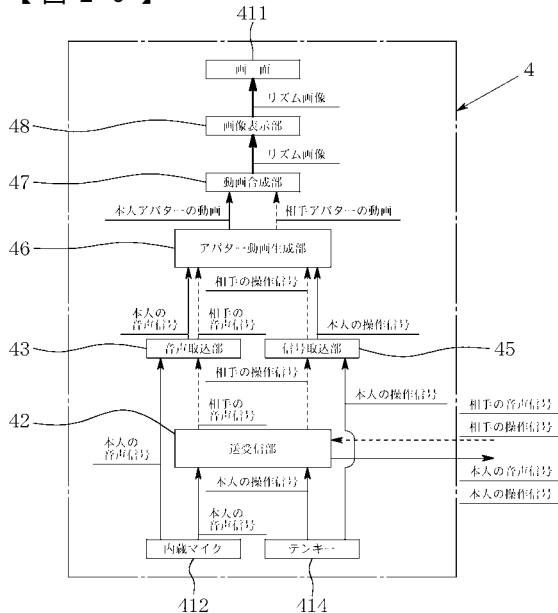 【図２６】
411
画面
4
リズム画像
48
画像表示部
リズム画像
47
動画合成部
本人アバターの動画
相手アバターの動画
46
アバター動画生成部
相手の操作信号
本人の
音声信号
相手の
音声信号
本人の操作信号
43
音声取込部
信号取込部
45
相手の操作信号
本人の操作信号
相手の音声信号
42
相手の
音声信号
相手の操作信号
本人の
音声信号
送受信部
本人の操作信号
本人の音声信号
本人の操作信号
本人の
音声信号
内蔵マイク
テンキー
412
414